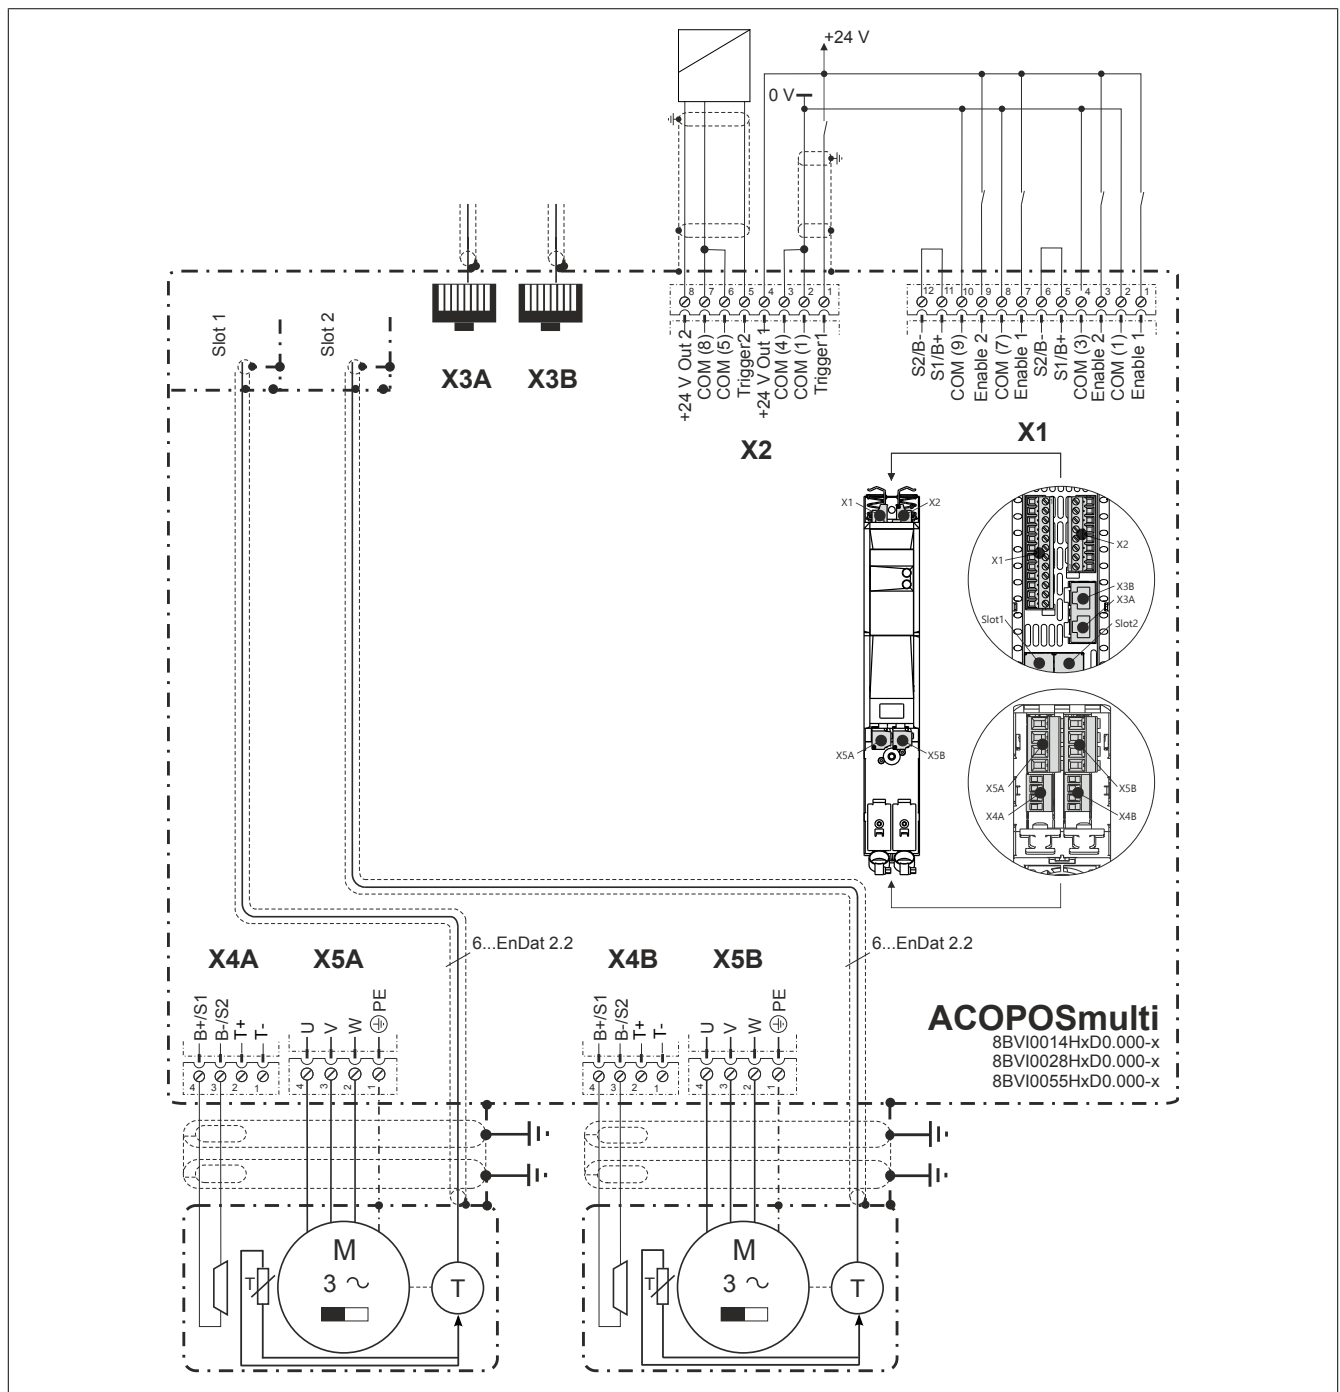 +24 V
0 V
Slot 1
Slot 2
X3A
X3B
8 7 6 5 4 3 2 1
+24 V Out 2
COM (8)
COM (5)
Trigger2
+24 V Out 1
COM (4)
COM (1)
Trigger1
X2
12 11 10 9 8 7 6 5 4 3 2 1
S2/B-
S1/B+
COM (9)
Enable 2
COM (7)
Enable 1
S2/B-
S1/B+
COM (3)
Enable 2
COM (1)
Enable 1
X1
X1
X2
X1
X2
X3B
X3A
Slot1
Slot2
X5A
X5B
X5A
X5B
X4A
X4B
6...EnDat 2.2
6...EnDat 2.2
X4A
X5A
X4B
X5B
B+/S1
B-/S2
T+
T-
U
V
W
PE
4 3 2 1
4 3 2 1
B+/S1
B-/S2
T+
T-
U
V
W
PE
4 3 2 1
4 3 2 1
ACOPOSmulti
8BVI0014HxD0.000-x
8BVI0028HxD0.000-x
8BVI0055HxD0.000-x
M
3 ~
T
T
M
3 ~
T
T